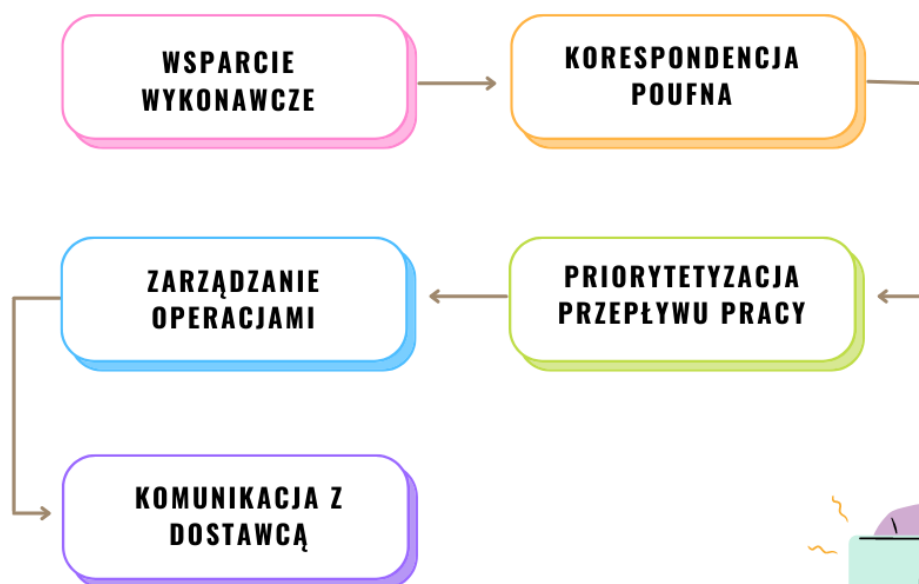 WSPARCIE
WYKONAWCZE
KORESPONDENCJA
POUFNA
PRIORYTETYZACJA
PRZEPŁYWU PRACY
ZARZĄDZANIE
OPERACJAMI
KOMUNIKACJA Z
DOSTAWCĄ